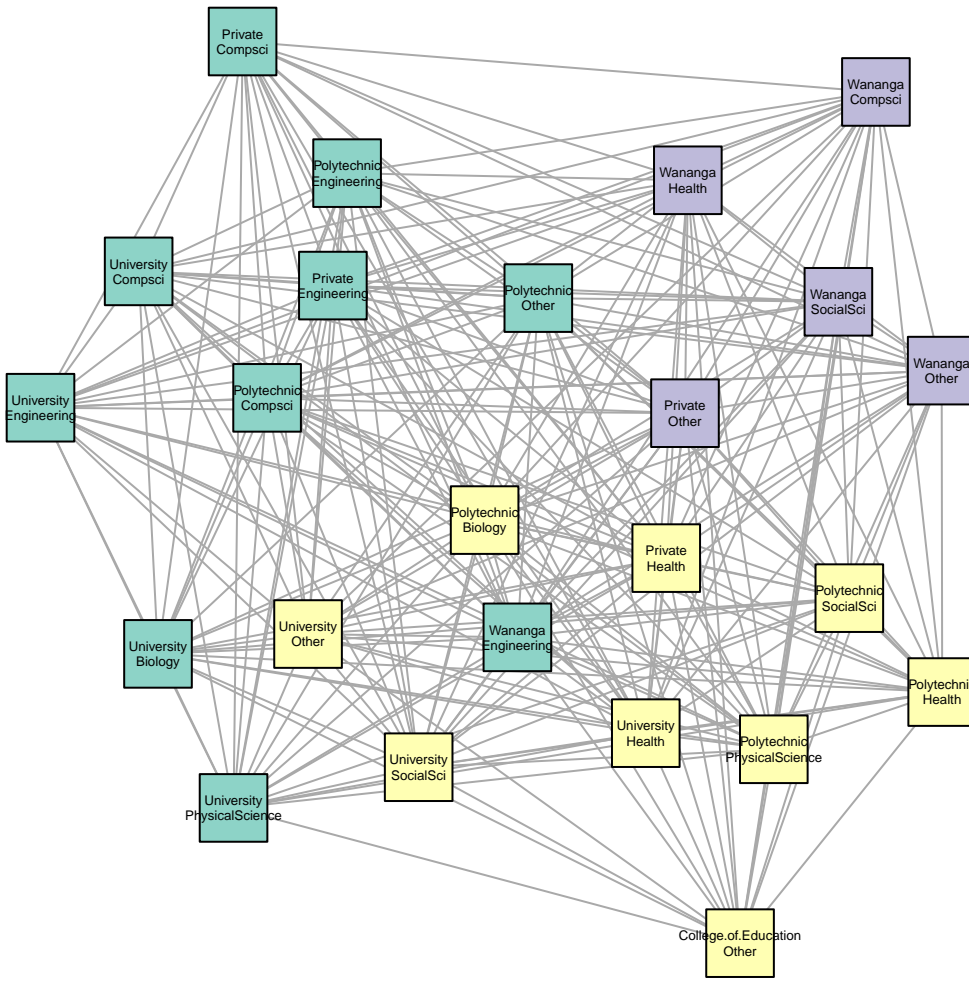 Private
Compsci
Wananga
Compsci
Polytechnic
Engineering
Wananga
Health
University
Compsci
Private
Engineering
Polytechnic
Other
Wananga
SocialSci
Wananga
Other
University
Engineering
Polytechnic
Compsci
Private
Other
Polytechnic
Biology
Private
Health
Polytechnic
SocialSci
University
Other
University
Biology
Wananga
Engineering
Polytechnic
Health
University
Health
Polytechnic
PhysicalScience
University
SocialSci
University
PhysicalScience
College.of.Education
Other